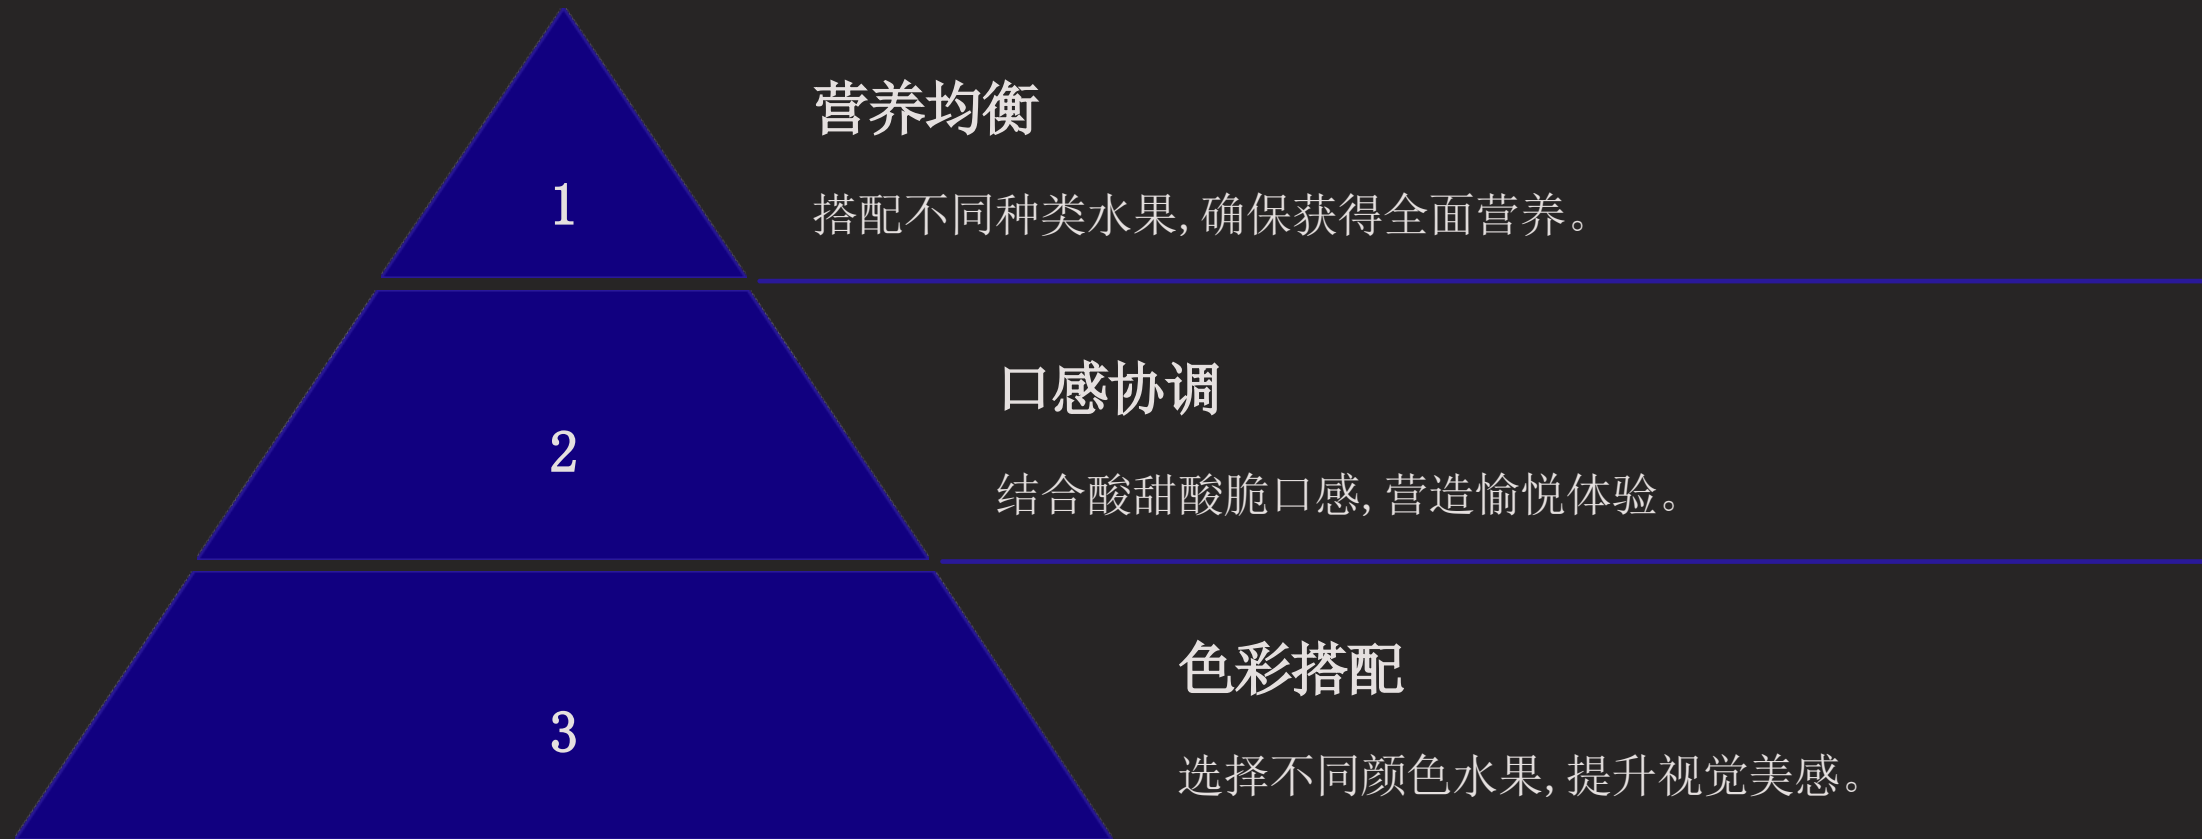 营养均衡
1
搭配不同种类水果,确保获得全面营养。
口感协调
2
结合酸甜酸脆口感,营造愉悦体验。
色彩搭配
3
选择不同颜色水果,提升视觉美感。